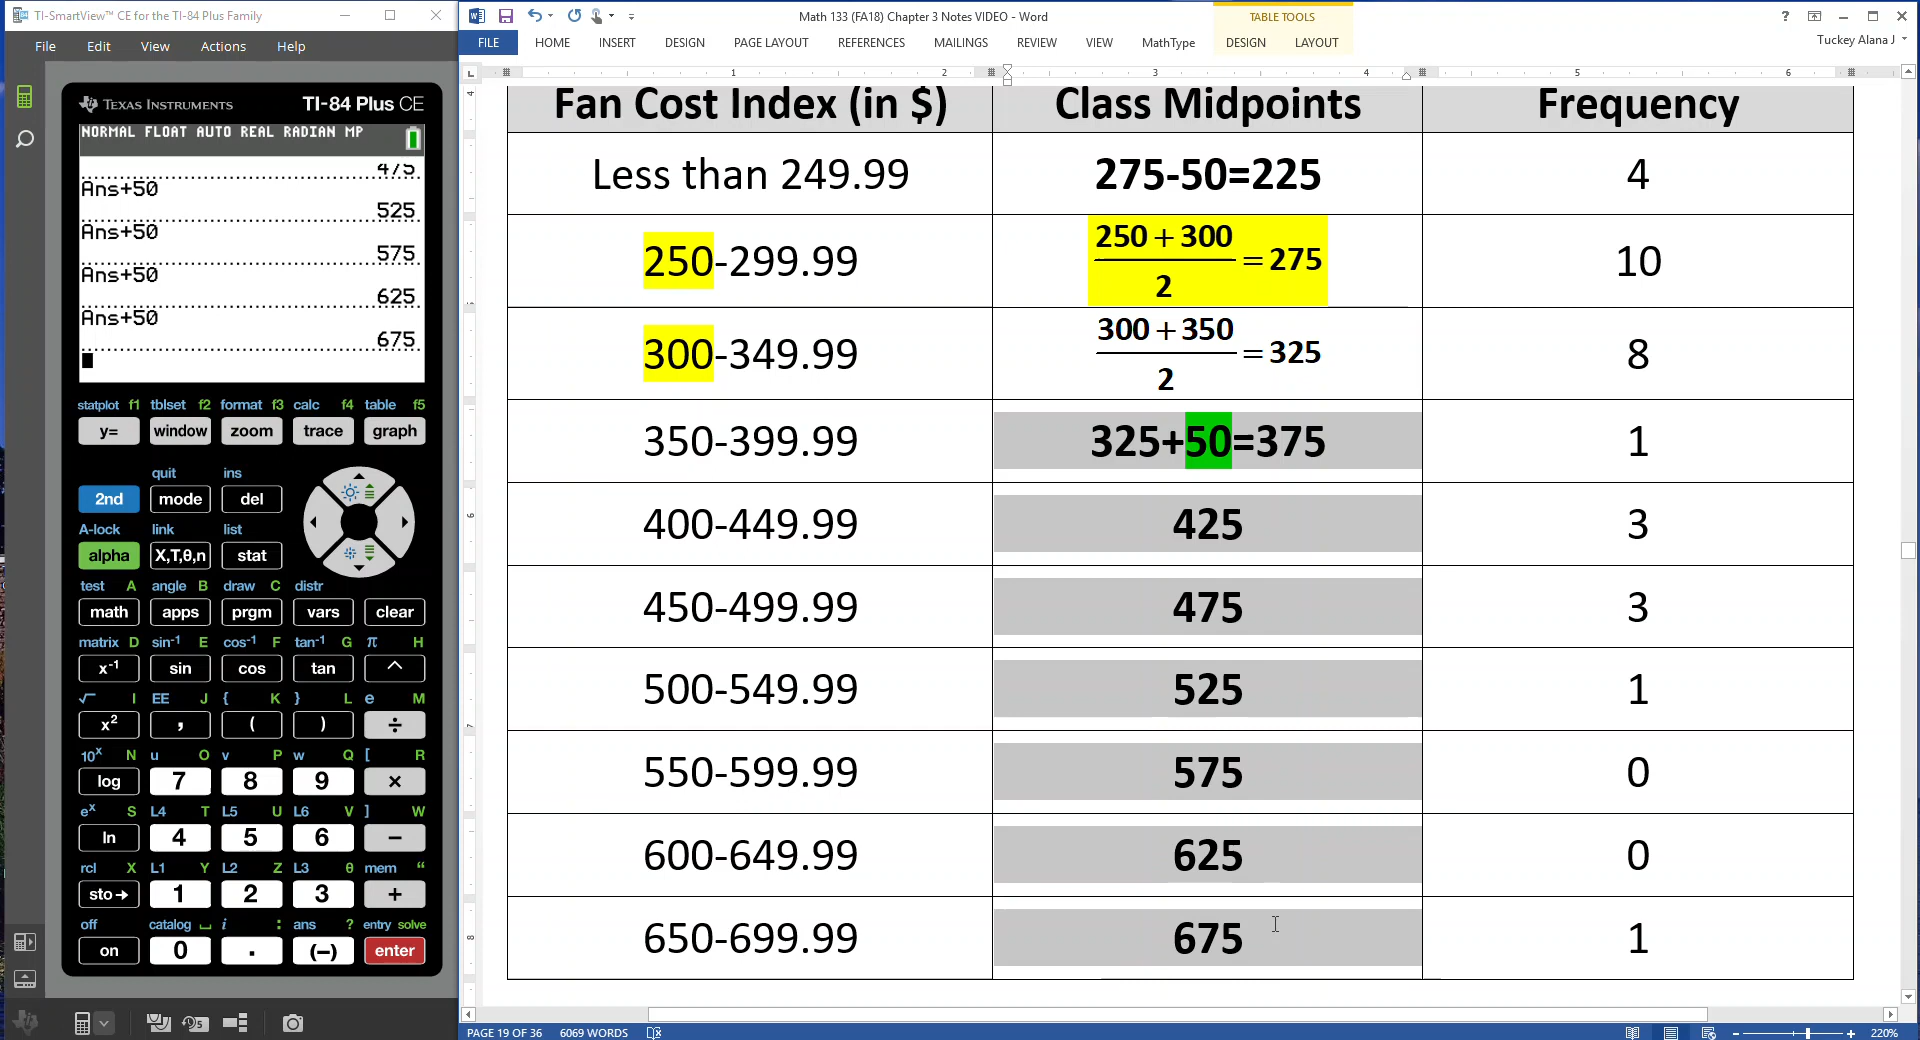 TI-SmartView™ CE for the TI-84 Plus Family
File Edit View Actions Help
TEXAS INSTRUMENTS TI-84 Plus CE
NORMAL FLOAT AUTO REAL RADIAN MP
475
Ans+50
525
Ans+50
575
Ans+50
625
Ans+50
675
statplot f1 tblset f2 format f3 calc f4 table f5
y= window zoom trace graph
quit ins
2nd mode del
A-lock link list
alpha X,T,θ,n stat
test A angle B draw C distr
math apps prgm vars clear
matrix D sin⁻¹ E cos⁻¹ F tan⁻¹ G π H
x⁻¹ sin cos tan ^
√ I EE J { K } L e M
x² , ( ) ÷
10ˣ N u O v P w Q [ R
log 7 8 9 ×
eˣ S L4 T L5 U L6 V ] W
ln 4 5 6 −
rcl X L1 Y L2 Z L3 θ mem “
sto→ 1 2 3 +
off catalog ⎵ i : ans ? entry solve
on 0 . (−) enter
Math 133 (FA18) Chapter 3 Notes VIDEO - Word
TABLE TOOLS
FILE HOME INSERT DESIGN PAGE LAYOUT REFERENCES MAILINGS REVIEW VIEW MathType DESIGN LAYOUT
Tuckey Alana J
1 2 3 4 5 6
Fan Cost Index (in $) Class Midpoints Frequency
Less than 249.99 275-50=225 4
250-299.99 (250+300)/2=275 10
300-349.99 (300+350)/2=325 8
350-399.99 325+50=375 1
400-449.99 425 3
450-499.99 475 3
500-549.99 525 1
550-599.99 575 0
600-649.99 625 0
650-699.99 675 1
PAGE 19 OF 36 6069 WORDS 220%